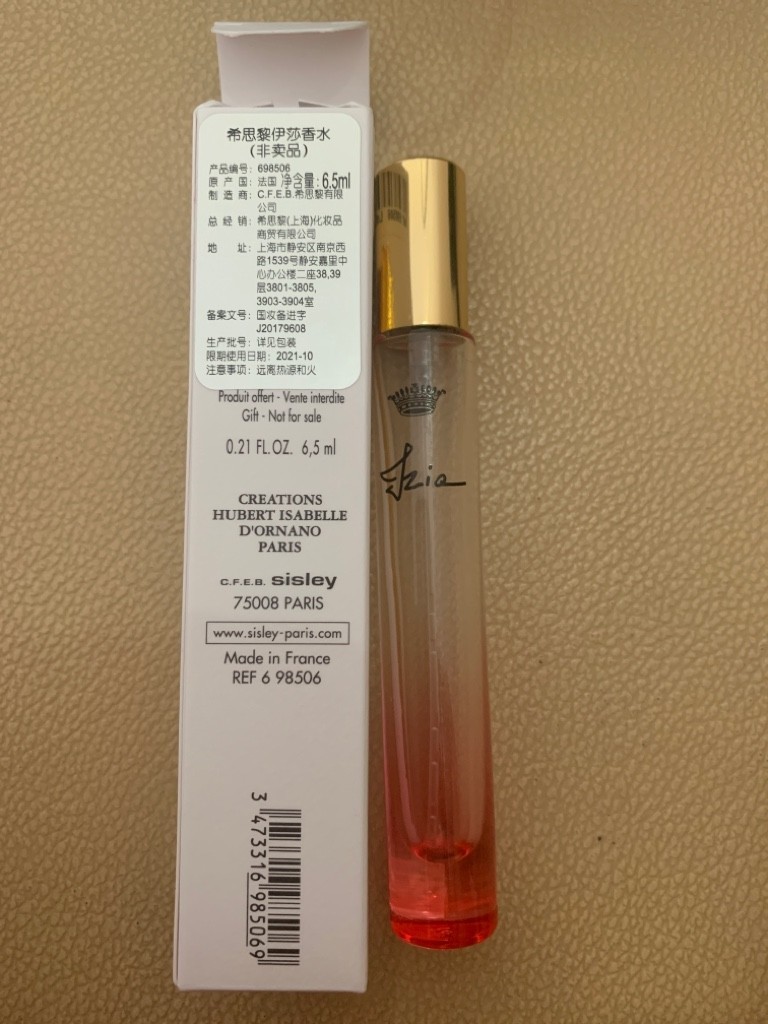 希思黎伊莎香水
（非卖品）
产品编号：698506
原 产 国：法国 净含量：6.5ml
制 造 商：C.F.E.B.希思黎有限
公司
总 经 销：希思黎(上海)化妆品
商贸有限公司
地 址：上海市静安区南京西
路1539号静安嘉里中
心办公楼二座38,39
层3801-3805,
3903-3904室
备案文号：国妆备进字
J20179608
生产批号：详见包装
限期使用日期：2021-10
注意事项：远离热源和火
Produit offert - Vente interdite
Gift - Not for sale
0.21 FL.OZ. 6,5 ml
CREATIONS
HUBERT ISABELLE
D'ORNANO
PARIS
C.F.E.B. sisley
75008 PARIS
www.sisley-paris.com
Made in France
REF 6 98506
3 473316 985069
Izia